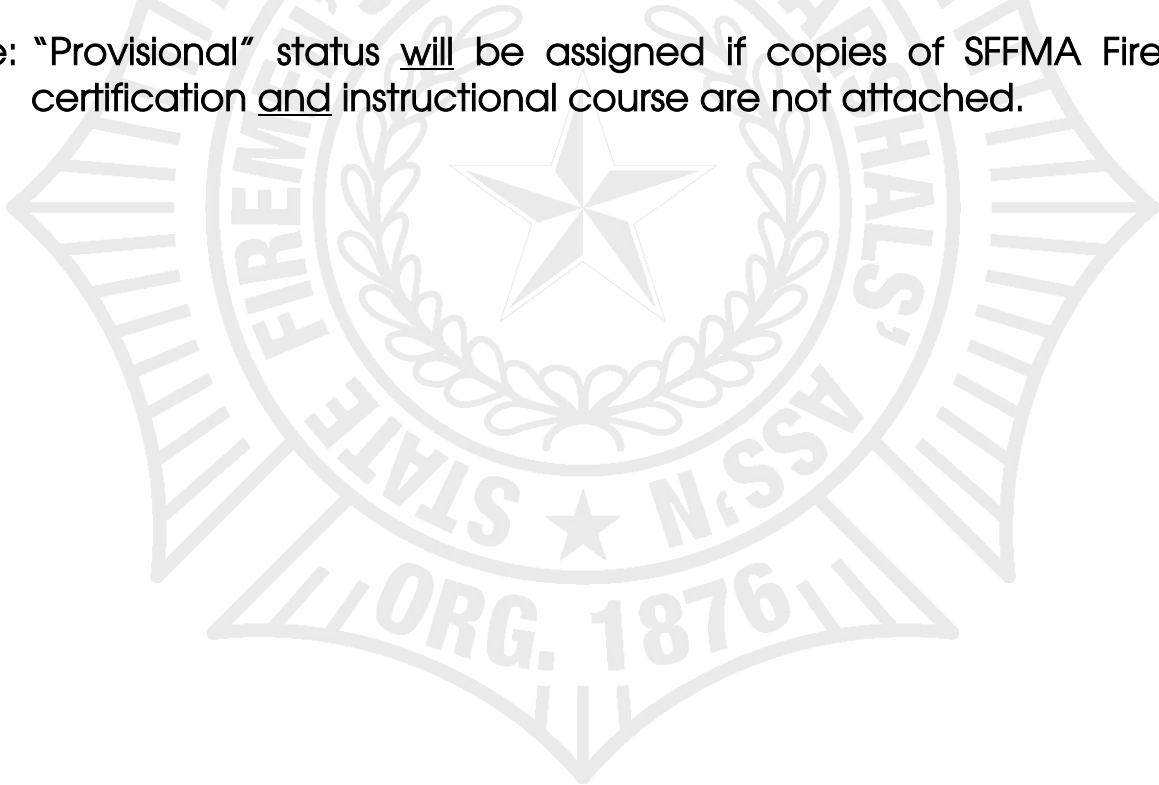 e: “Provisional” status will be assigned if copies of SFFMA Fire
certification and instructional course are not attached.
FIREMEN'S
STATE
ASS'N
ORG. 1876